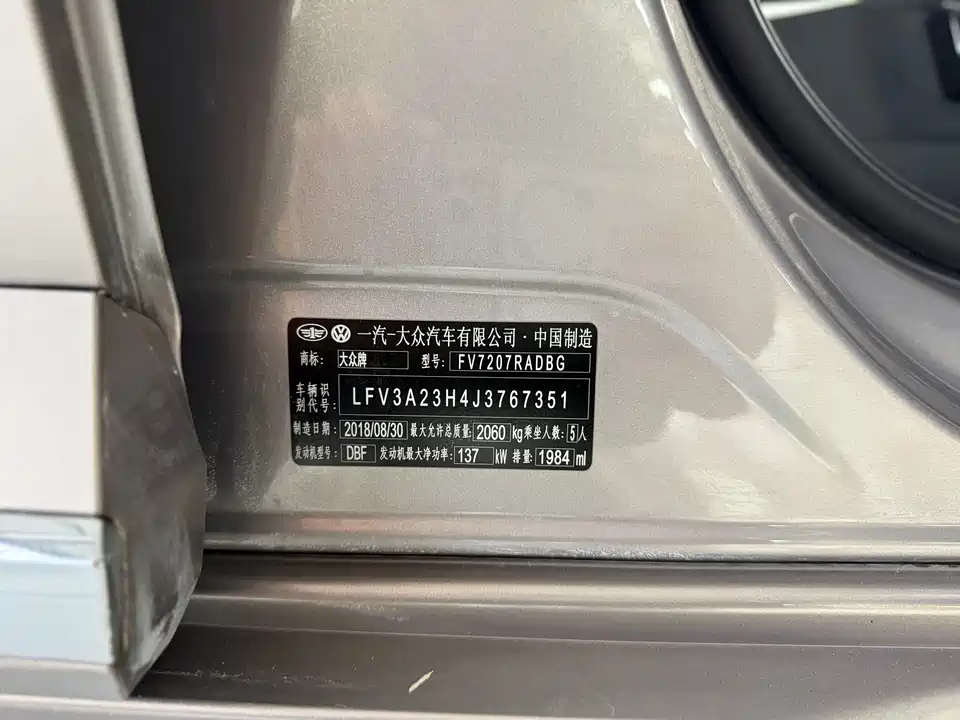 一汽-大众汽车有限公司·中国制造
商标: 大众牌 型号: FV7207RADBG
车辆识
别代号: LFV3A23H4J3767351
制造日期: 2018/08/30 最大允许总质量: 2060 kg 乘坐人数: 5人
发动机型号: DBF 发动机最大净功率: 137 kW 排量: 1984 ml